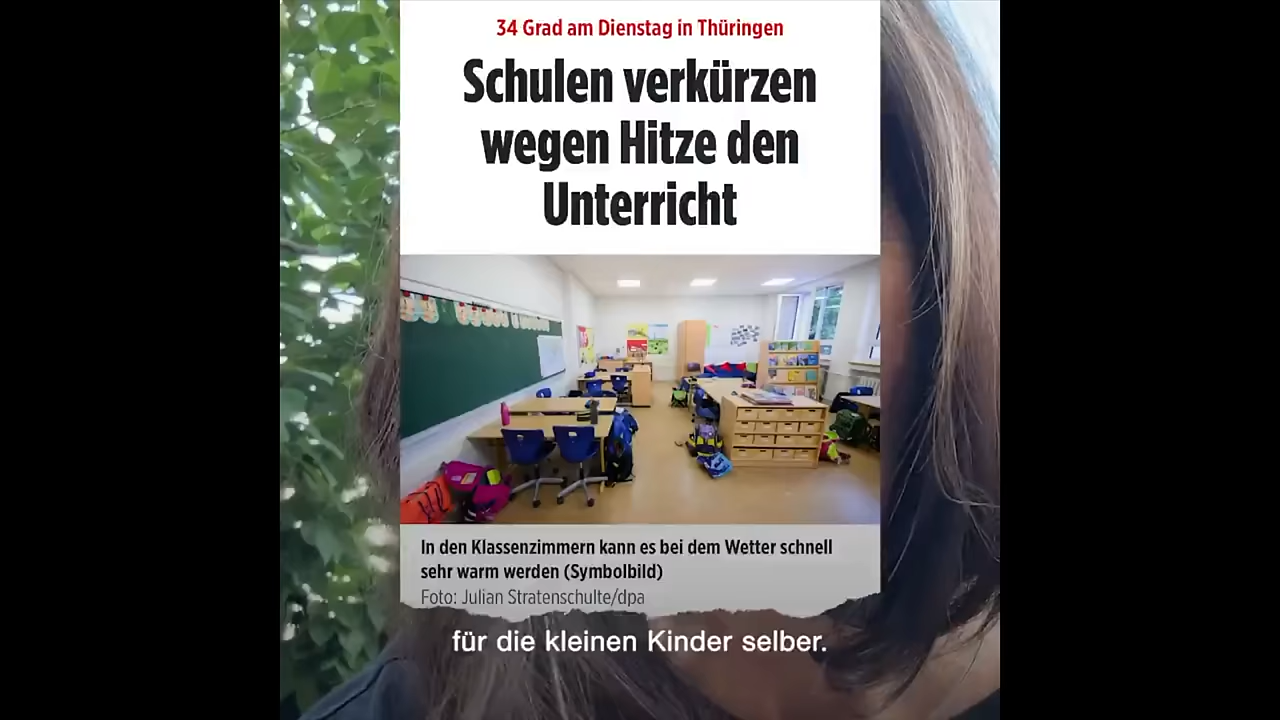 34 Grad am Dienstag in Thüringen
Schulen verkürzen
wegen Hitze den
Unterricht
In den Klassenzimmern kann es bei dem Wetter schnell
sehr warm werden (Symbolbild)
Foto: Julian Stratenschulte/dpa
für die kleinen Kinder selber.